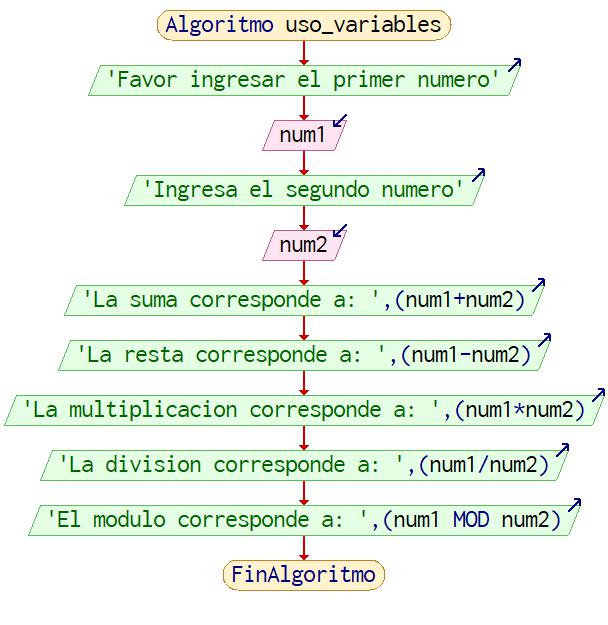 Algoritmo uso_variables
'Favor ingresar el primer numero'
num1
'Ingresa el segundo numero'
num2
'La suma corresponde a: ',(num1+num2)
'La resta corresponde a: ',(num1-num2)
'La multiplicacion corresponde a: ',(num1*num2)
'La division corresponde a: ',(num1/num2)
'El modulo corresponde a: ',(num1 MOD num2)
FinAlgoritmo